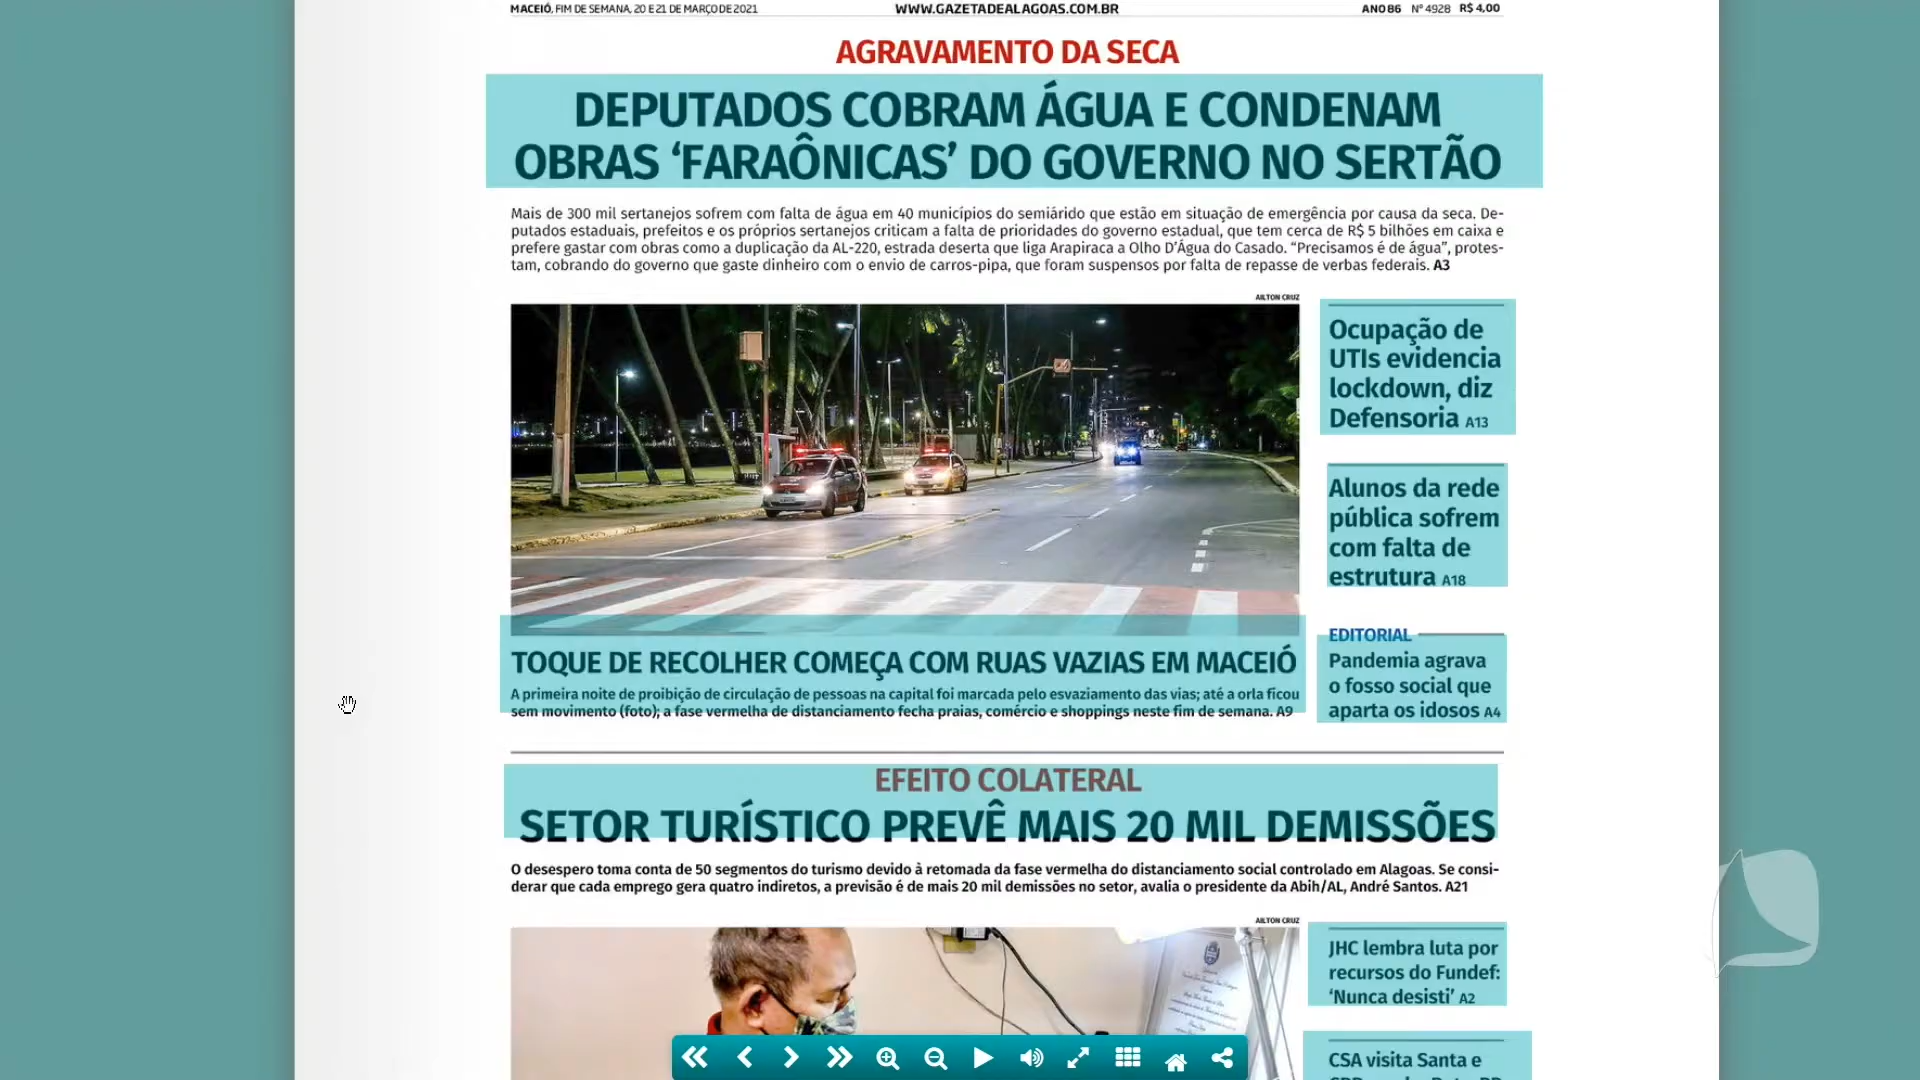 MACEIÓ, FIM DE SEMANA, 20 E 21 DE MARÇO DE 2021
WWW.GAZETADEALAGOAS.COM.BR
ANO 86 Nº 4928 R$ 4,00
AGRAVAMENTO DA SECA
DEPUTADOS COBRAM ÁGUA E CONDENAM
OBRAS ‘FARAÔNICAS’ DO GOVERNO NO SERTÃO
Mais de 300 mil sertanejos sofrem com falta de água em 40 municípios do semiárido que estão em situação de emergência por causa da seca. De-
putados estaduais, prefeitos e os próprios sertanejos criticam a falta de prioridades do governo estadual, que tem cerca de R$ 5 bilhões em caixa e
prefere gastar com obras como a duplicação da AL-220, estrada deserta que liga Arapiraca a Olho D’Água do Casado. “Precisamos é de água”, protes-
tam, cobrando do governo que gaste dinheiro com o envio de carros-pipa, que foram suspensos por falta de repasse de verbas federais. A3
AILTON CRUZ
Ocupação de
UTIs evidencia
lockdown, diz
Defensoria A13
Alunos da rede
pública sofrem
com falta de
estrutura A18
TOQUE DE RECOLHER COMEÇA COM RUAS VAZIAS EM MACEIÓ
A primeira noite de proibição de circulação de pessoas na capital foi marcada pelo esvaziamento das vias; até a orla ficou
sem movimento (foto); a fase vermelha de distanciamento fecha praias, comércio e shoppings neste fim de semana. A9
EDITORIAL
Pandemia agrava
o fosso social que
aparta os idosos A4
EFEITO COLATERAL
SETOR TURÍSTICO PREVÊ MAIS 20 MIL DEMISSÕES
O desespero toma conta de 50 segmentos do turismo devido à retomada da fase vermelha do distanciamento social controlado em Alagoas. Se consi-
derar que cada emprego gera quatro indiretos, a previsão é de mais 20 mil demissões no setor, avalia o presidente da Abih/AL, André Santos. A21
AILTON CRUZ
JHC lembra luta por
recursos do Fundef:
‘Nunca desisti’ A2
CSA visita Santa e